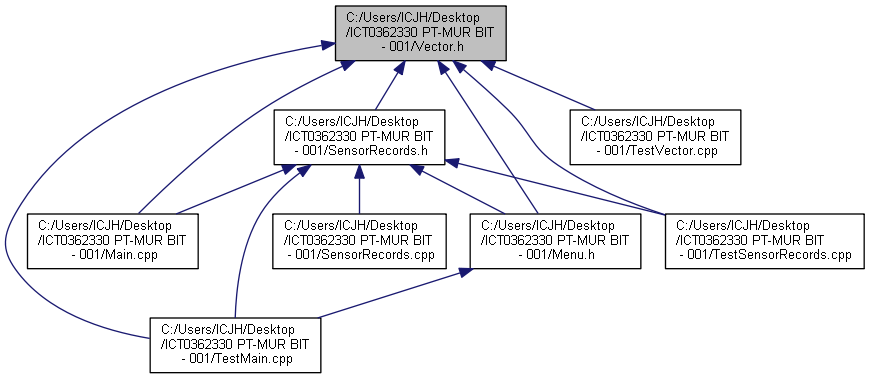 C:/Users/ICJH/Desktop
/ICT0362330 PT-MUR BIT
- 001/Vector.h
C:/Users/ICJH/Desktop
/ICT0362330 PT-MUR BIT
- 001/SensorRecords.h
C:/Users/ICJH/Desktop
/ICT0362330 PT-MUR BIT
- 001/TestVector.cpp
C:/Users/ICJH/Desktop
/ICT0362330 PT-MUR BIT
- 001/Main.cpp
C:/Users/ICJH/Desktop
/ICT0362330 PT-MUR BIT
- 001/SensorRecords.cpp
C:/Users/ICJH/Desktop
/ICT0362330 PT-MUR BIT
- 001/Menu.h
C:/Users/ICJH/Desktop
/ICT0362330 PT-MUR BIT
- 001/TestSensorRecords.cpp
C:/Users/ICJH/Desktop
/ICT0362330 PT-MUR BIT
- 001/TestMain.cpp